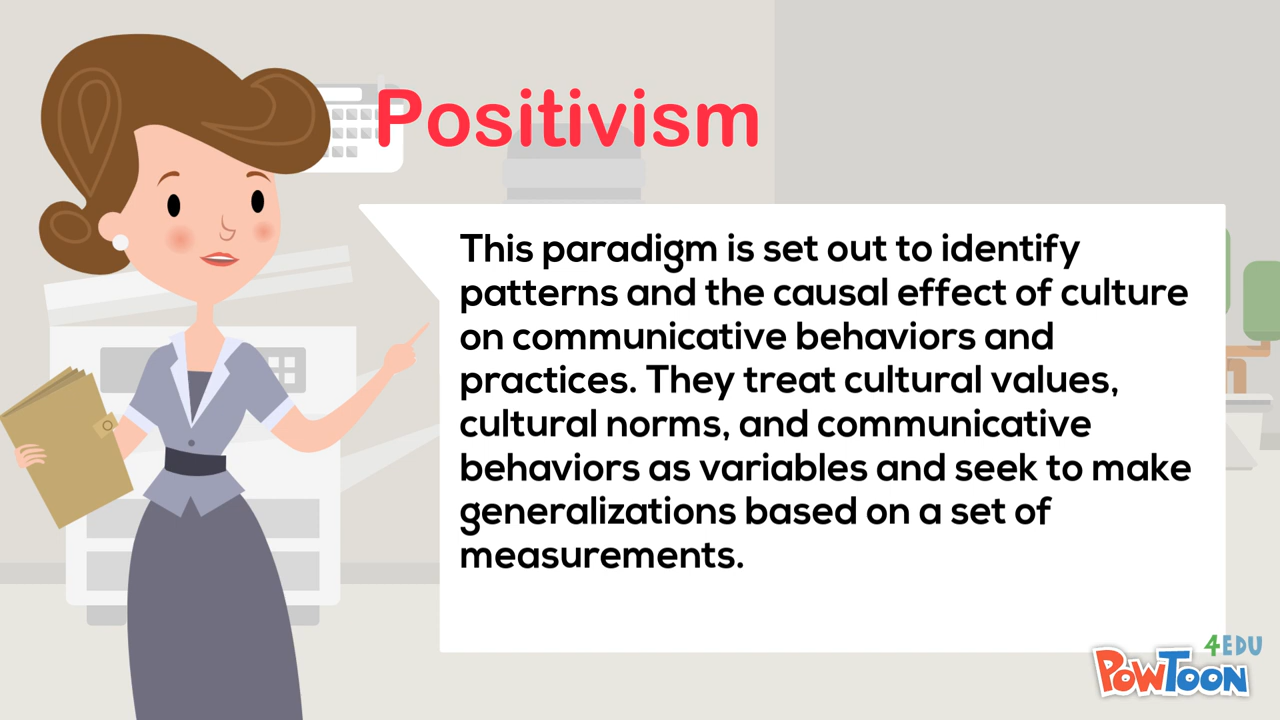 Positivism
This paradigm is set out to identify
patterns and the causal effect of culture
on communicative behaviors and
practices. They treat cultural values,
cultural norms, and communicative
behaviors as variables and seek to make
generalizations based on a set of
measurements.
4EDU
POWTOON